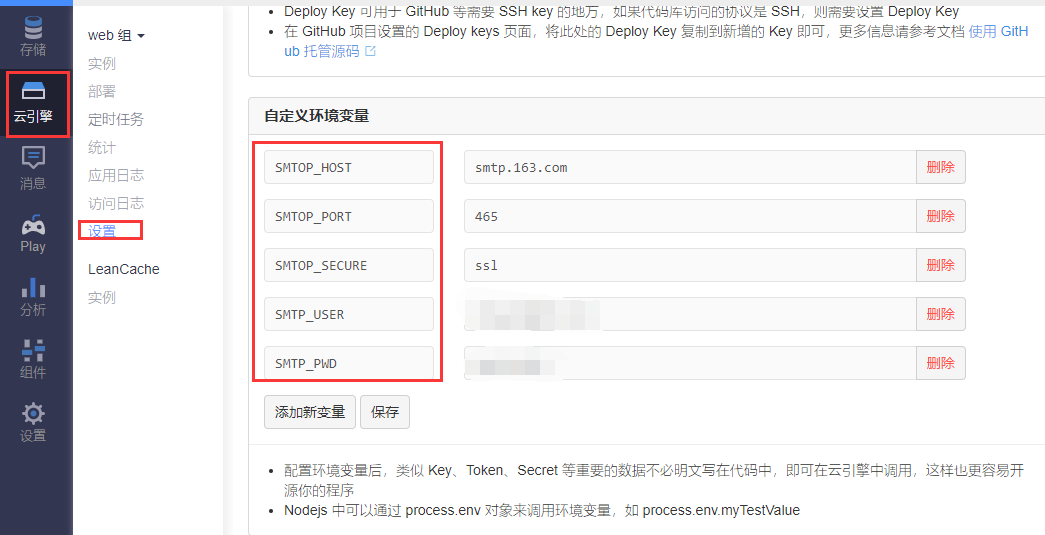 存储
云引擎
消息
Play
分析
组件
设置
web 组
实例
部署
定时任务
统计
应用日志
访问日志
设置
LeanCache
实例
Deploy Key 可用于 GitHub 等需要 SSH key 的地方，如果代码库访问的协议是 SSH，则需要设置 Deploy Key
在 GitHub 项目设置的 Deploy keys 页面，将此处的 Deploy Key 复制到新增的 Key 即可，更多信息请参考文档 使用 GitH
ub 托管源码
自定义环境变量
SMTOP_HOST smtp.163.com 删除
SMTOP_PORT 465 删除
SMTOP_SECURE ssl 删除
SMTP_USER 删除
SMTP_PWD 删除
添加新变量 保存
配置环境变量后，类似 Key、Token、Secret 等重要的数据不必明文写在代码中，即可在云引擎中调用，这样也更容易开
源你的程序
Nodejs 中可以通过 process.env 对象来调用环境变量，如 process.env.myTestValue